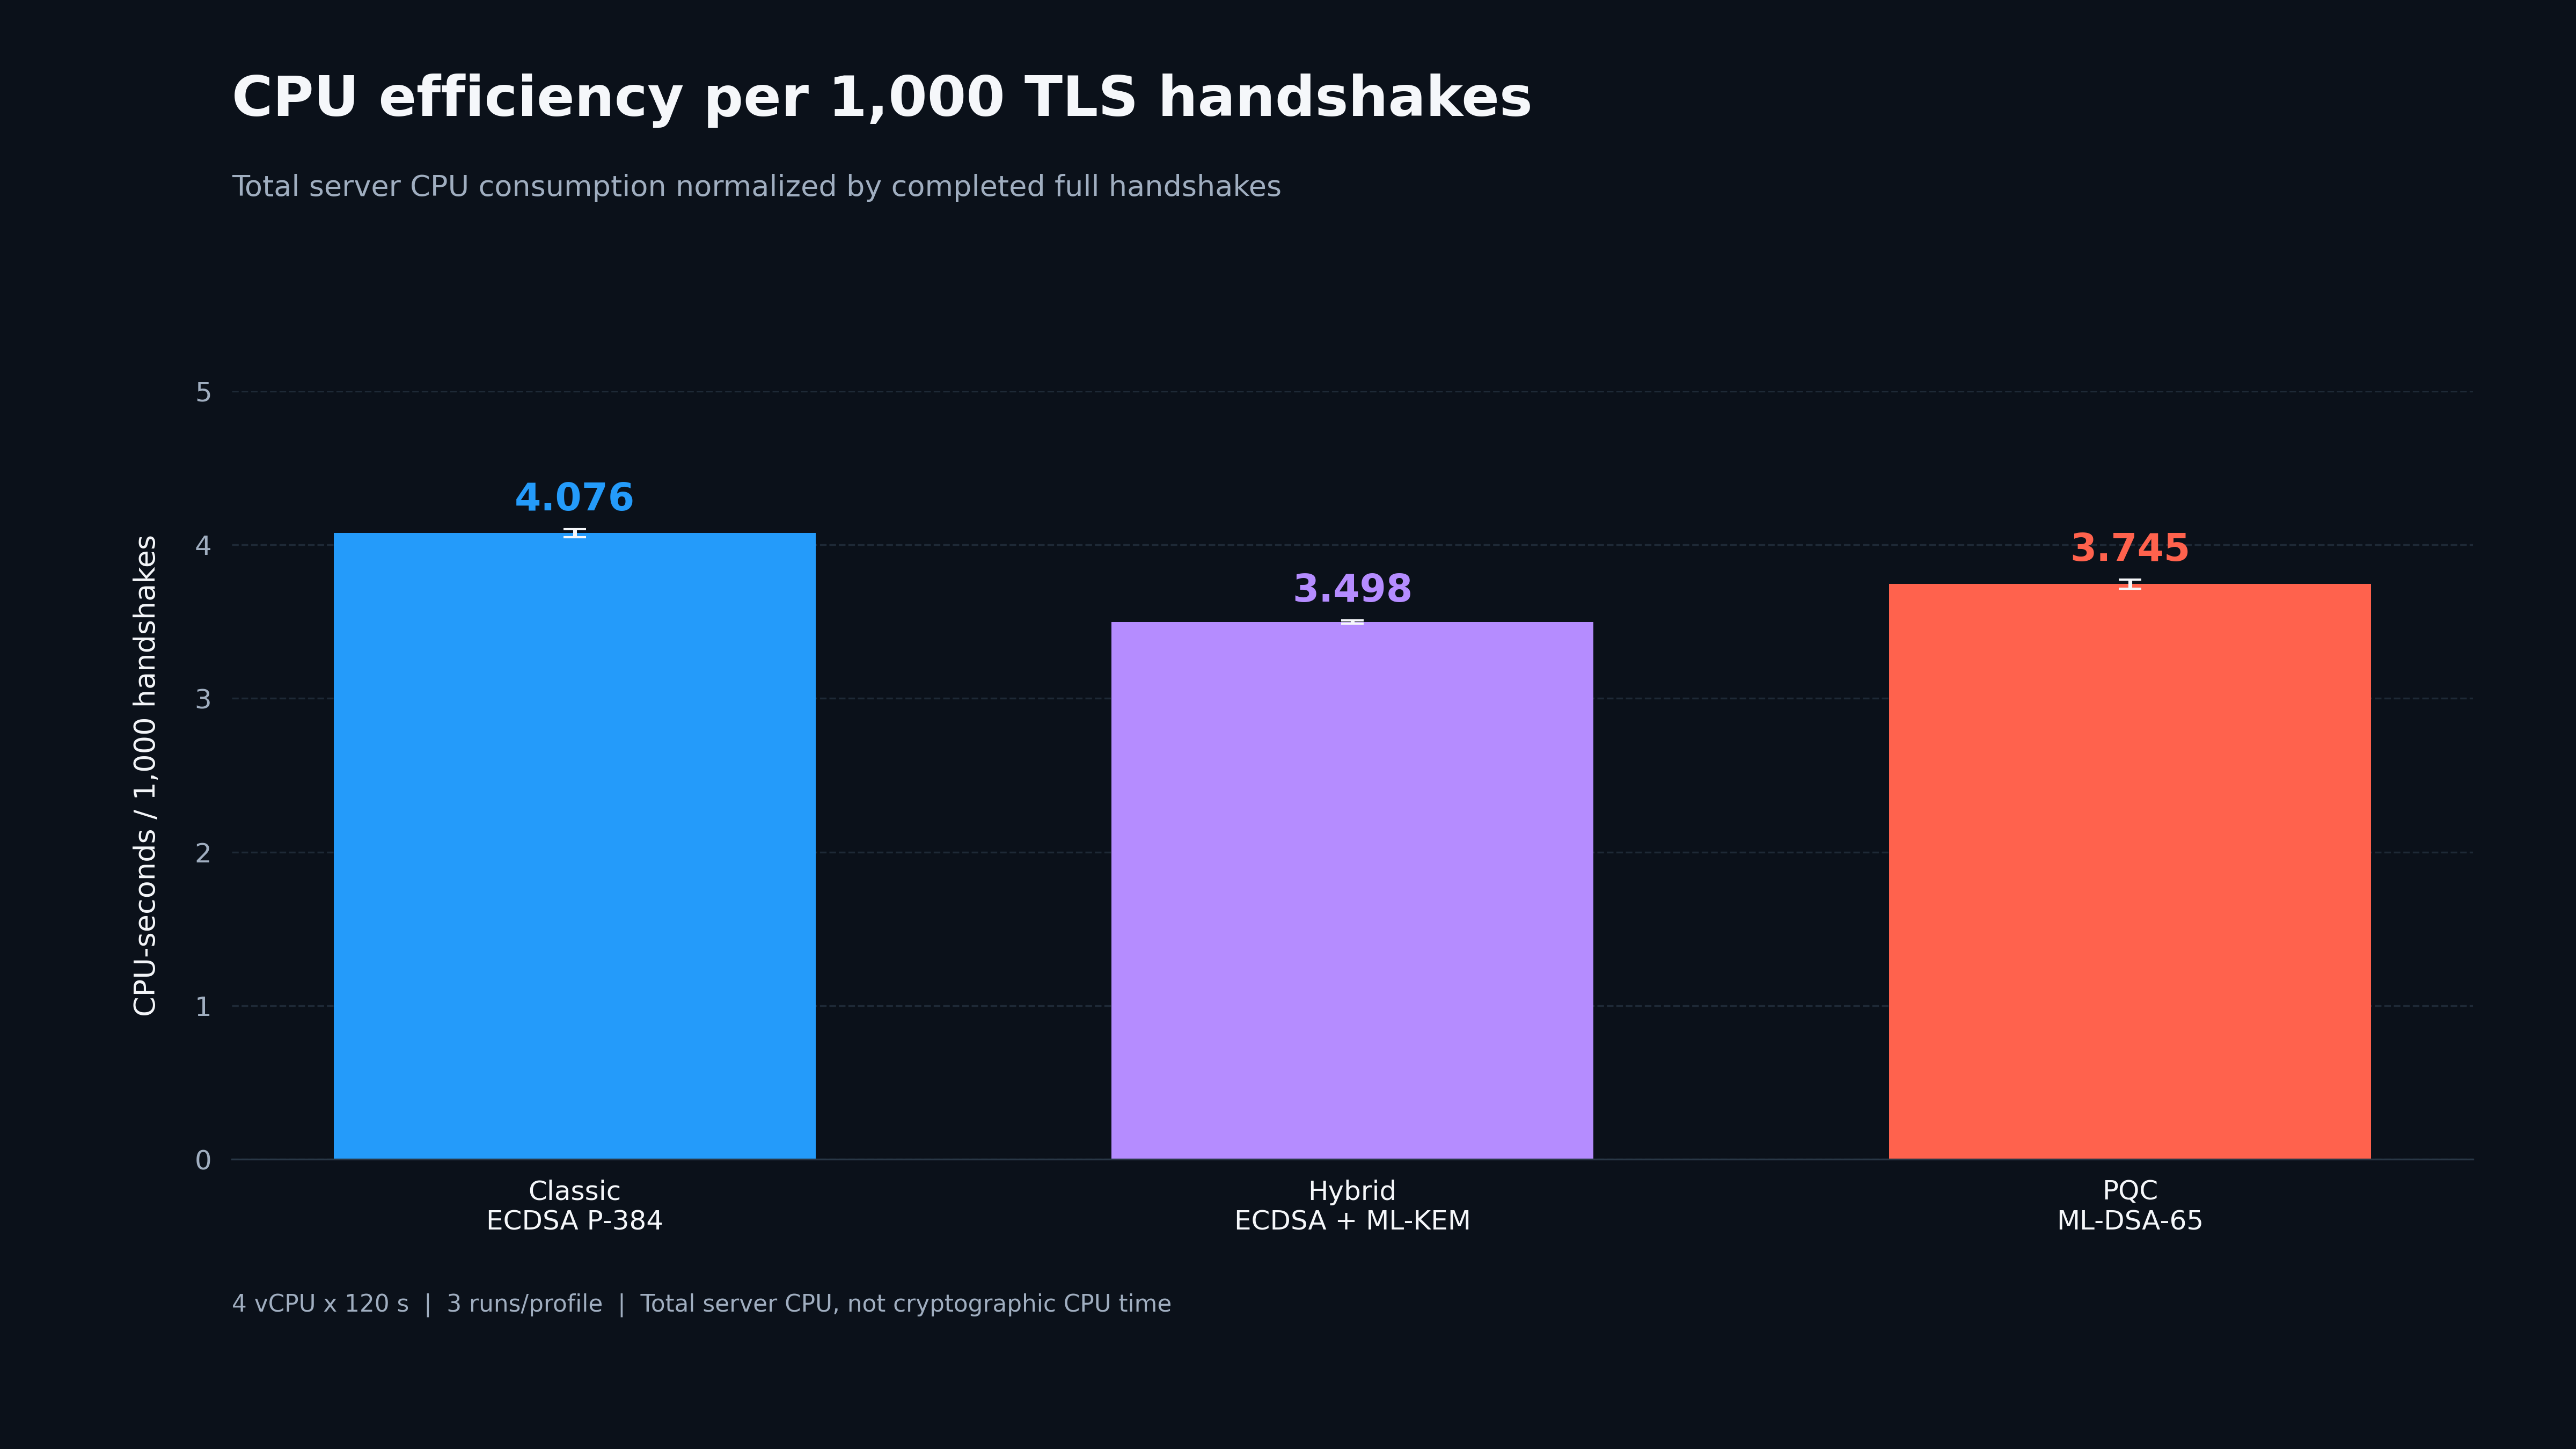 CPU efficiency per 1,000 TLS handshakes
Total server CPU consumption normalized by completed full handshakes
CPU-seconds / 1,000 handshakes
5
4
3
2
1
0
4.076
3.498
3.745
Classic
ECDSA P-384
Hybrid
ECDSA + ML-KEM
PQC
ML-DSA-65
4 vCPU x 120 s | 3 runs/profile | Total server CPU, not cryptographic CPU time